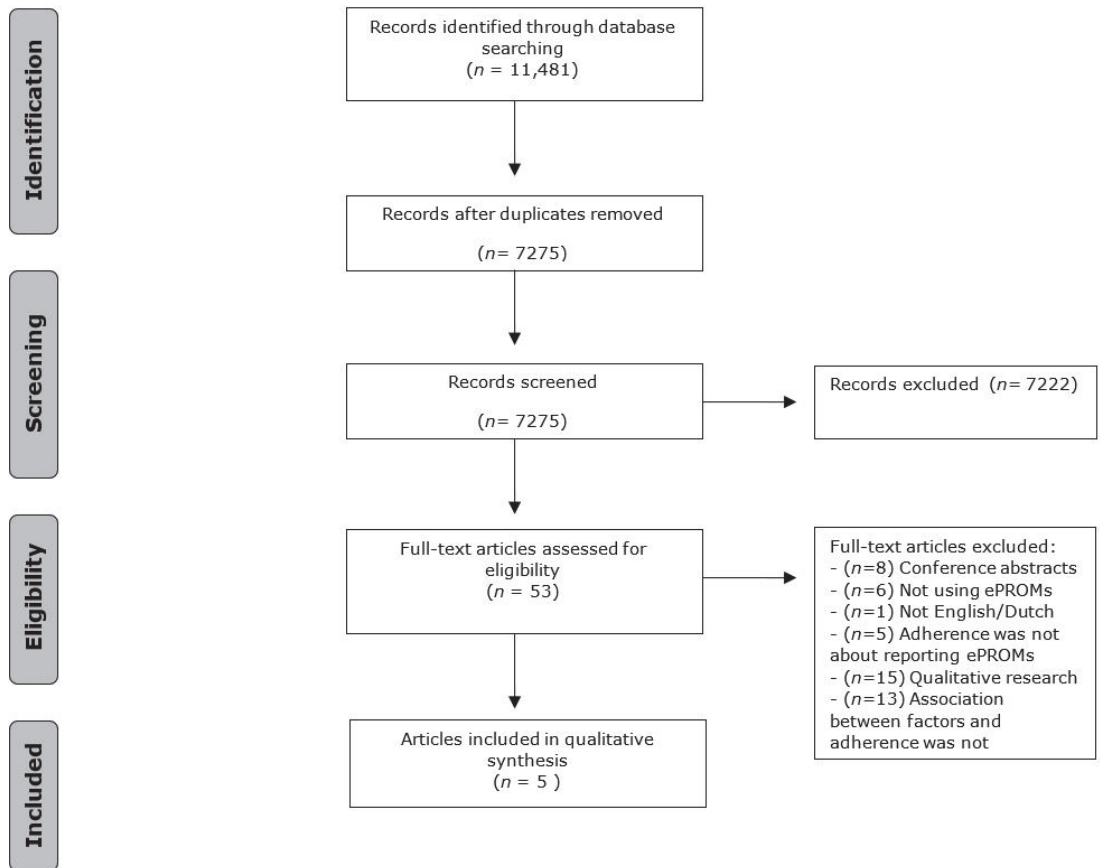 Identification
Records identified through database
searching
(n = 11,481)
Records after duplicates removed
(n= 7275)
Screening
Records screened
(n= 7275)
Records excluded (n= 7222)
Eligibility
Full-text articles assessed for
eligibility
(n = 53)
Full-text articles excluded:
- (n=8) Conference abstracts
- (n=6) Not using ePROMs
- (n=1) Not English/Dutch
- (n=5) Adherence was not
about reporting ePROMs
- (n=15) Qualitative research
- (n=13) Association
between factors and
adherence was not
Included
Articles included in qualitative
synthesis
(n = 5 )